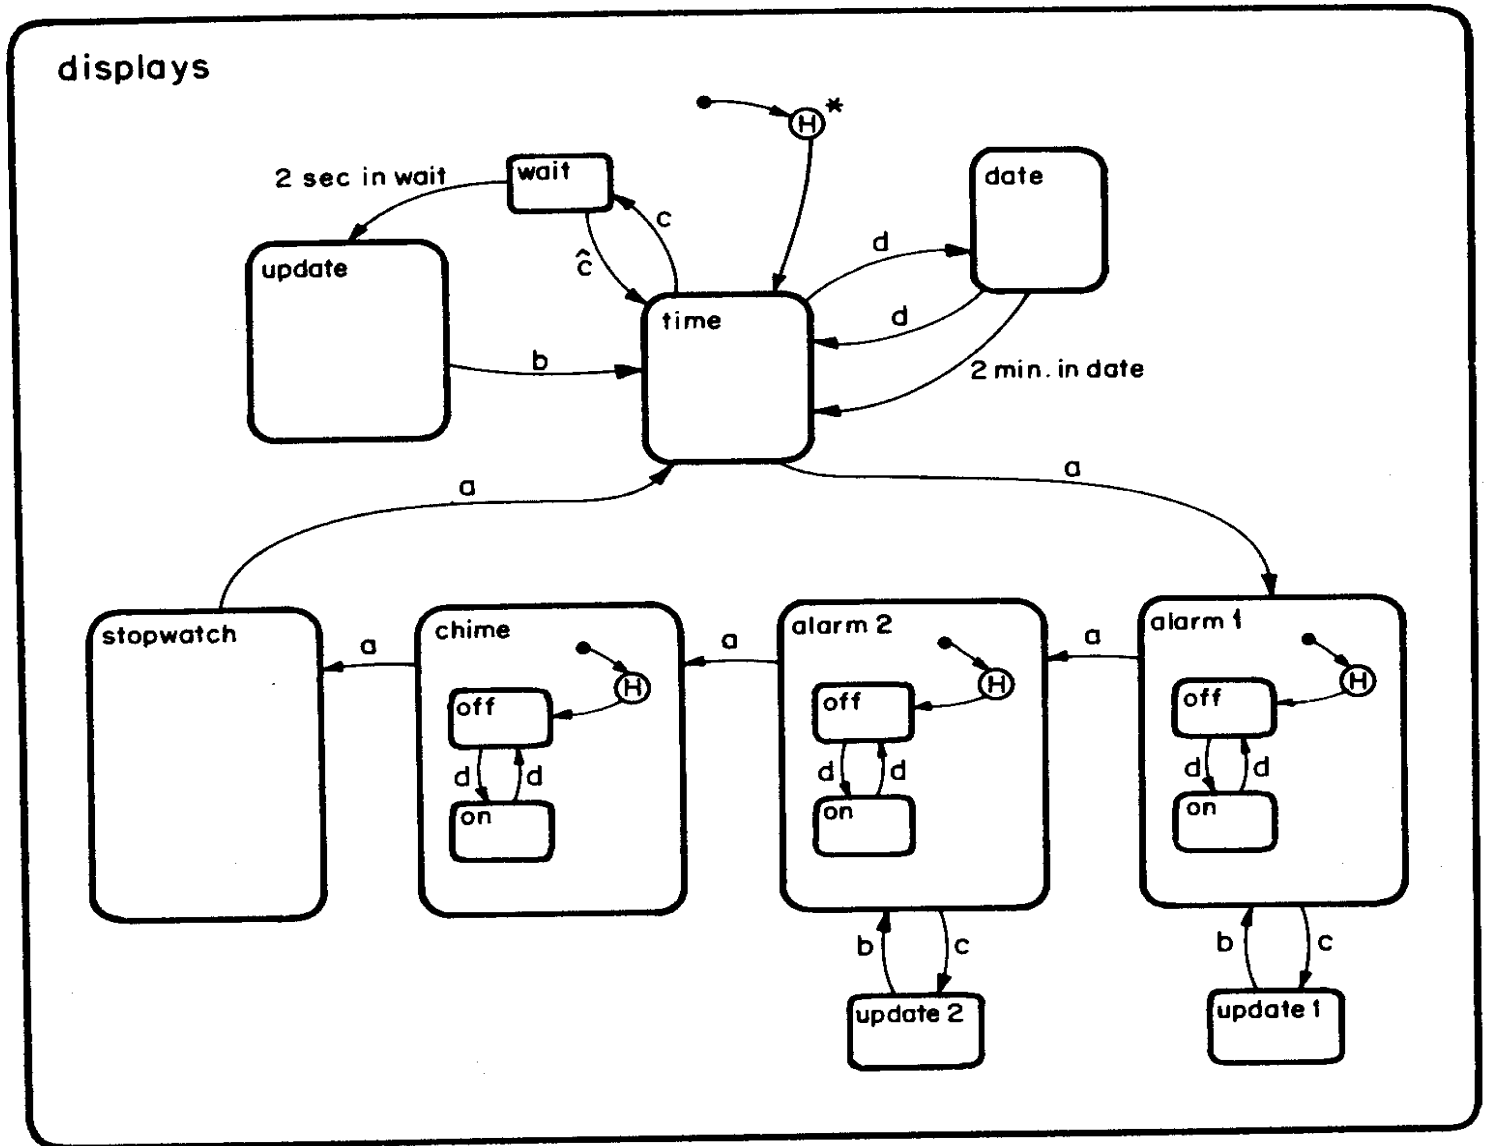 displays
H*
wait
2 sec in wait
date
c
d
ĉ
update
time
d
b
2 min. in date
a
a
stopwatch
a
chime
H
off
d
d
on
a
alarm 2
H
off
d
d
on
a
alarm 1
H
off
d
d
on
b
c
b
c
update 2
update 1